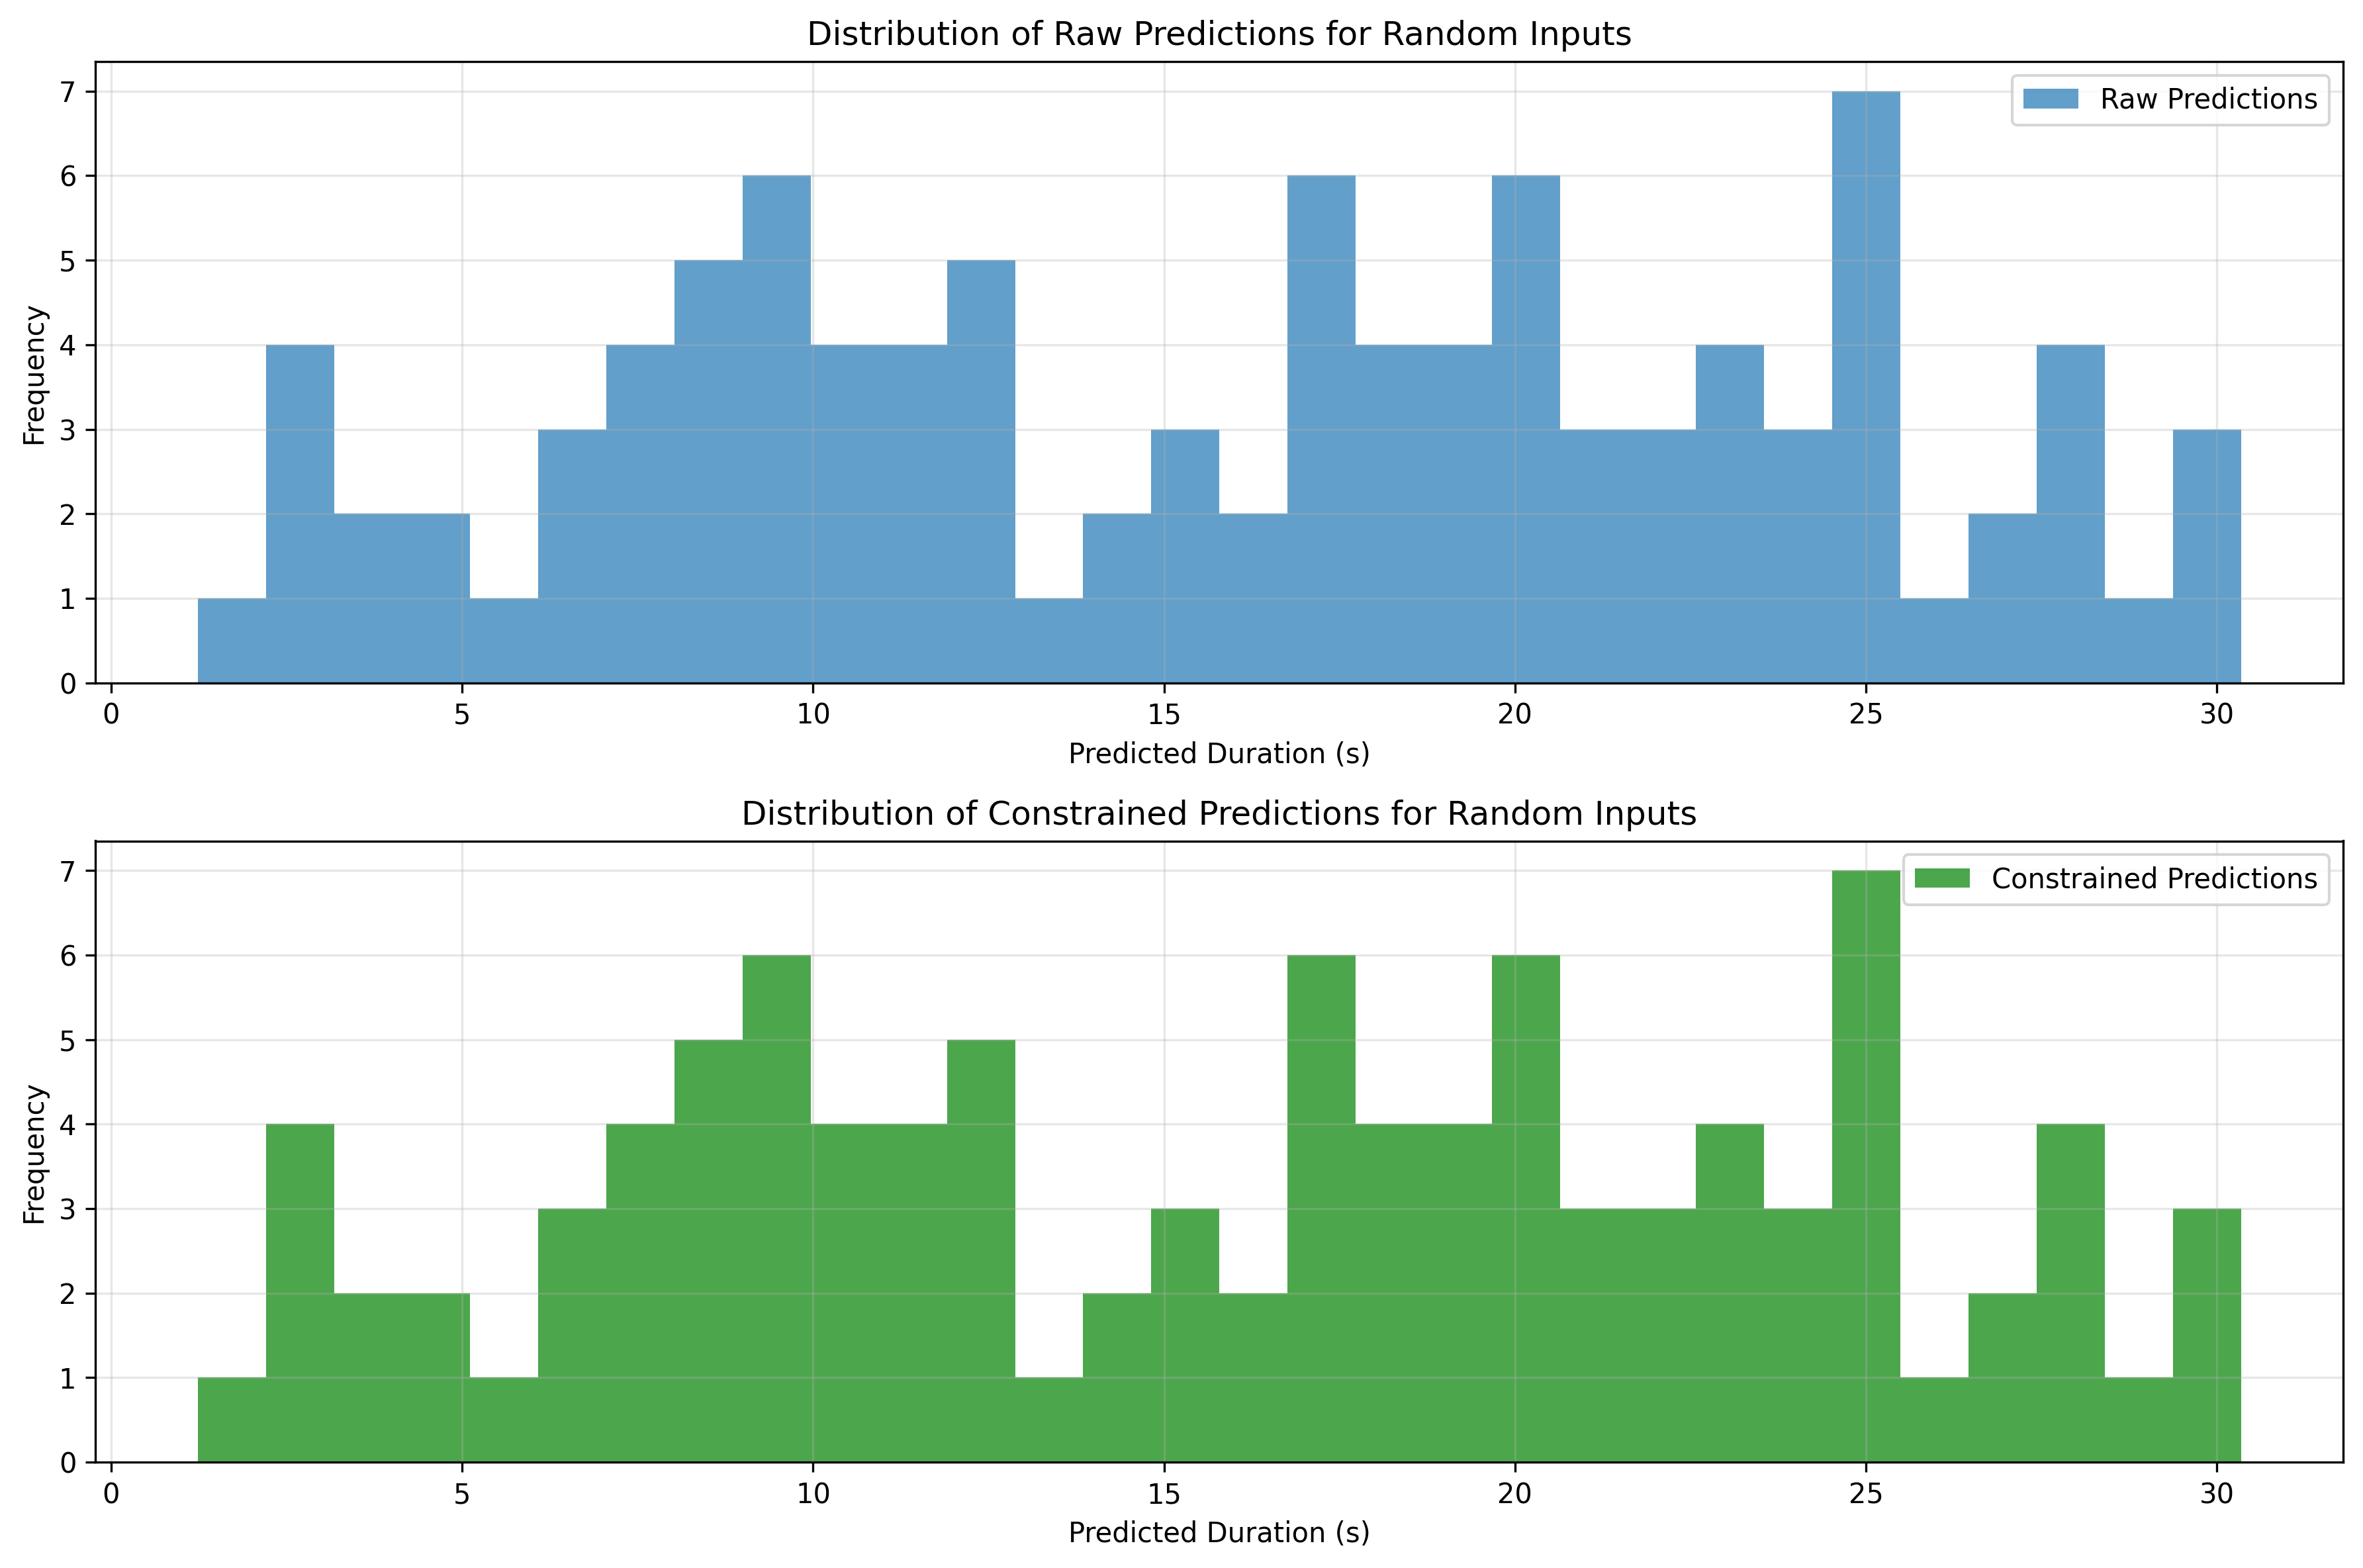 Distribution of Raw Predictions for Random Inputs
Raw Predictions
7
6
5
4
3
2
1
0
Frequency
0 5 10 15 20 25 30
Predicted Duration (s)
Distribution of Constrained Predictions for Random Inputs
Constrained Predictions
7
6
5
4
3
2
1
0
Frequency
0 5 10 15 20 25 30
Predicted Duration (s)